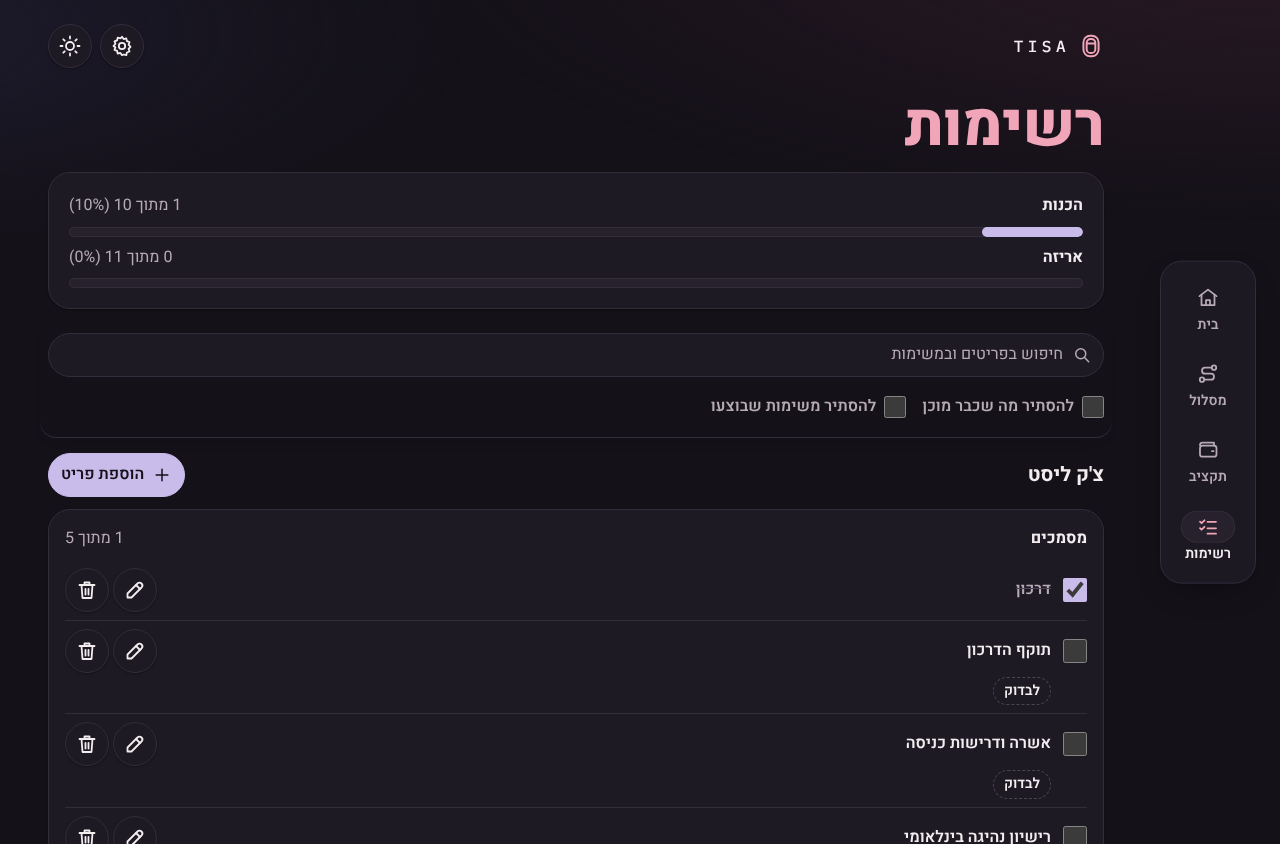 TISA
רשימות
הכנות
1 מתוך 10 (10%)
אריזה
0 מתוך 11 (0%)
חיפוש בפריטים ובמשימות
להסתיר מה שכבר מוכן
להסתיר משימות שבוצעו
צ'ק ליסט
הוספת פריט
מסמכים
1 מתוך 5
דרכון
תוקף הדרכון
לבדוק
אשרה ודרישות כניסה
לבדוק
רישיון נהיגה בינלאומי
בית
מסלול
תקציב
רשימות